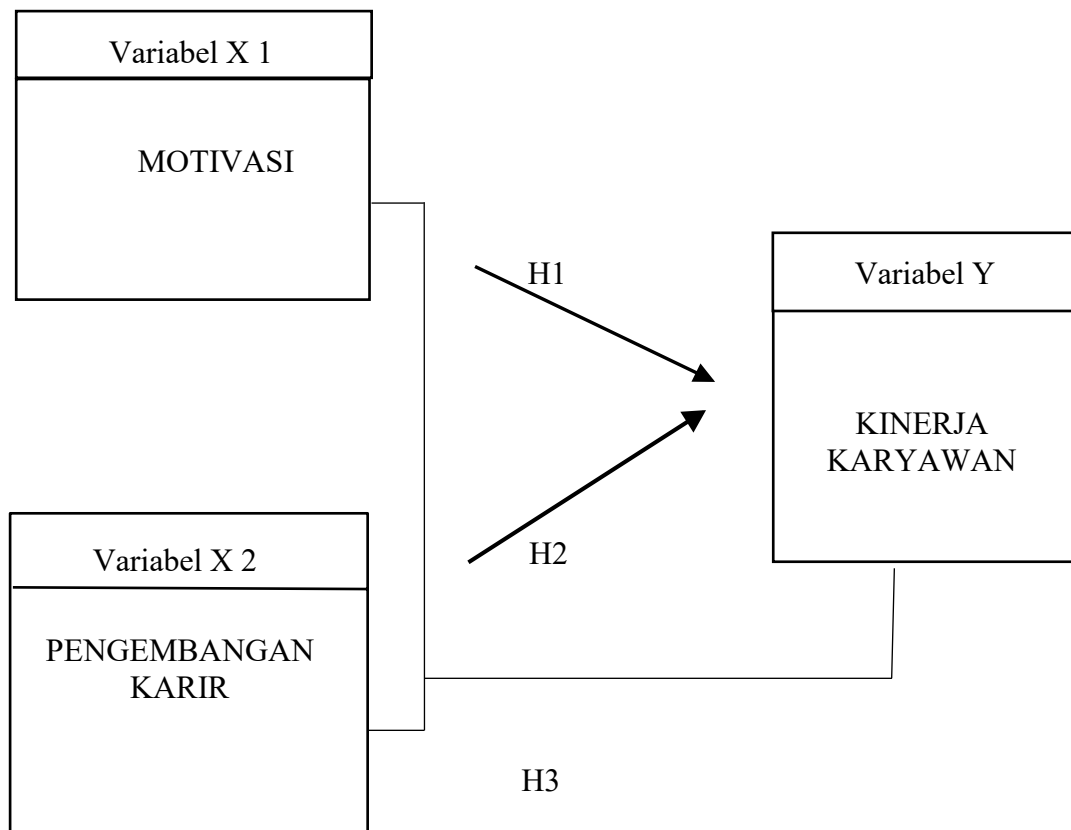 Variabel X 1
MOTIVASI
H1
Variabel Y
KINERJA
KARYAWAN
H2
Variabel X 2
PENGEMBANGAN
KARIR
H3